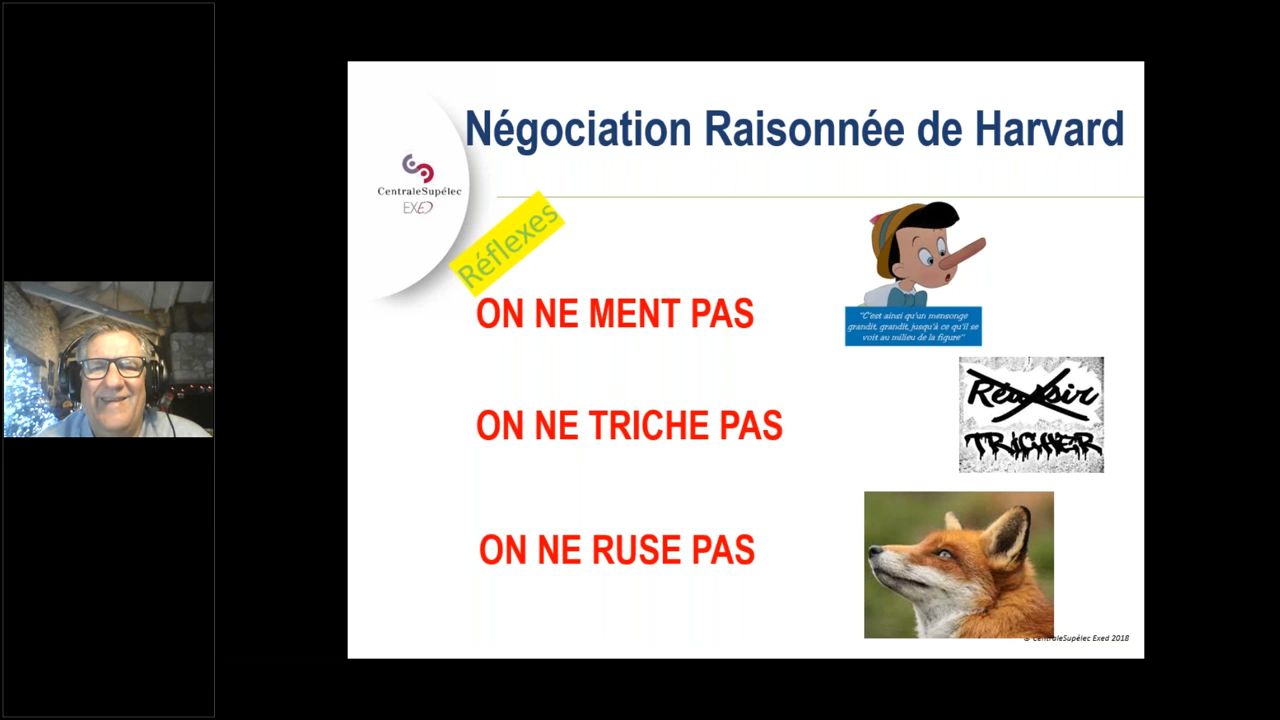 Négociation Raisonnée de Harvard
CentraleSupélec
EXED
Réflexes
ON NE MENT PAS
"C'est ainsi qu'un mensonge
grandit, grandit, jusqu'à ce qu'il se
voit au milieu de la figure"
Réussir
TRICHER
ON NE TRICHE PAS
ON NE RUSE PAS
© CentraleSupélec Exed 2018